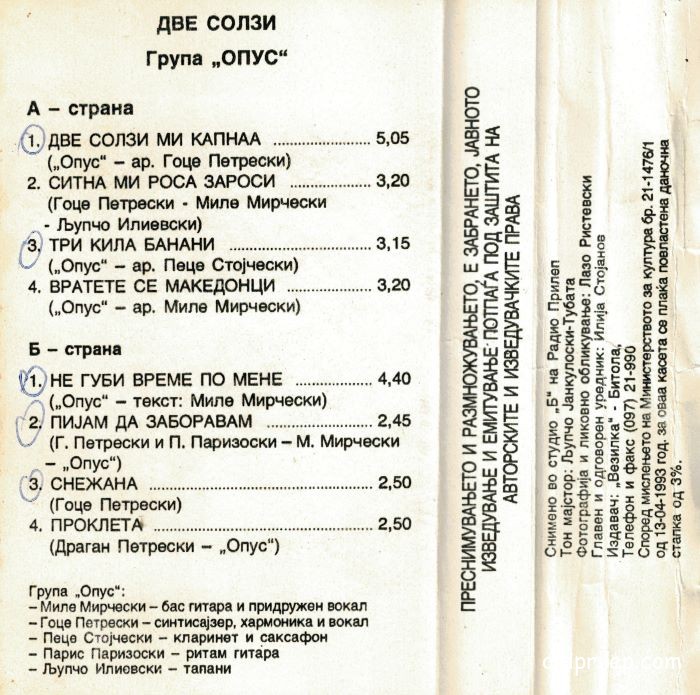 ДВЕ СОЛЗИ
Група „ОПУС“
А – страна
1. ДВЕ СОЛЗИ МИ КАПНАА ........................ 5,05
(„Опус“ – ар. Гоце Петрески)
2. СИТНА МИ РОСА ЗАРОСИ .................. 3,20
(Гоце Петрески - Миле Мирчески
- Љупчо Илиевски)
3. ТРИ КИЛА БАНАНИ ........................... 3,15
(„Опус“ – ар. Пеце Стојчески)
4. ВРАТЕТЕ СЕ МАКЕДОНЦИ .................. 3,20
(„Опус“ – ар. Миле Мирчески)
Б – страна
1. НЕ ГУБИ ВРЕМЕ ПО МЕНЕ .................. 4,40
(„Опус“ – текст: Миле Мирчески)
2. ПИЈАМ ДА ЗАБОРАВАМ ..................... 2,45
(Г. Петрески и П. Паризоски – М. Мирчески
– „Опус“)
3. СНЕЖАНА ....................................... 2,50
(Гоце Петрески)
4. ПРОКЛЕТА ...................................... 2,50
(Драган Петрески – „Опус“)
Група „Опус“:
– Миле Мирчески – бас гитара и придружен вокал
– Гоце Петрески – синтисајзер, хармоника и вокал
– Пеце Стојчески – кларинет и саксафон
– Парис Паризоски – ритам гитара
– Љупчо Илиевски – тапани
ПРЕСНИМУВАЊЕТО И РАЗМНОЖУВАЊЕТО, Е ЗАБРАНЕТО, ЈАВНОТО
ИЗВЕДУВАЊЕ И ЕМИТУВАЊЕ ПОТПАЃА ПОД ЗАШТИТА НА
АВТОРСКИТЕ И ИЗВЕДУВАЧКИТЕ ПРАВА
Снимено во студио „Б“ на Радио Прилеп
Тон мајстор: Љупчо Јанкулоски-Тубата
Фотографија и ликовно обликување: Лазо Ристевски
Главен и одговорен уредник: Илија Стојанов
Издавач: „Везилка“ - Битола,
Телефон и факс (097) 21-990
Според мислењето на Министерството за култура бр. 21-1476/1
од 13-04-1993 год. за оваа касета се плаќа повластена даночна
стапка од 3%.